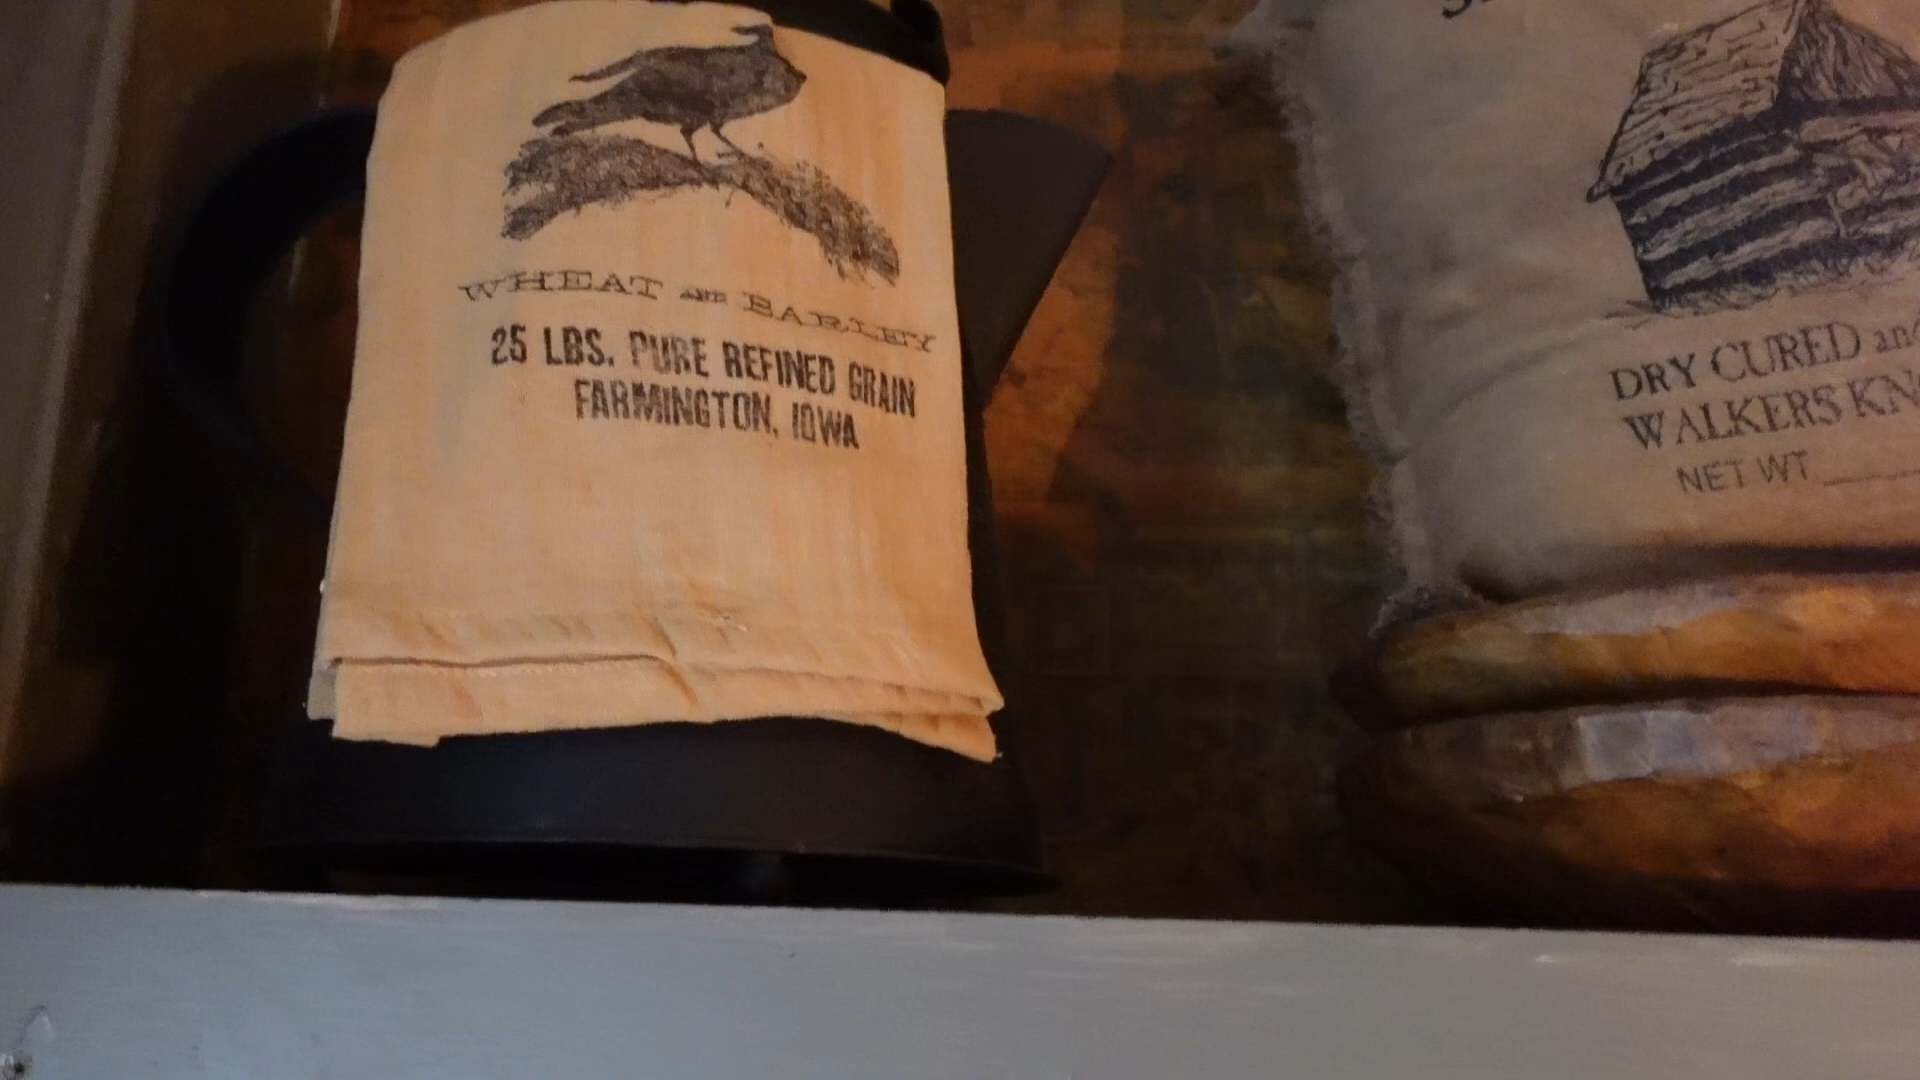 WHEAT AND BARLEY
25 LBS. PURE REFINED GRAIN
FARMINGTON, IOWA
DRY CURED and
WALKERS
NET WT